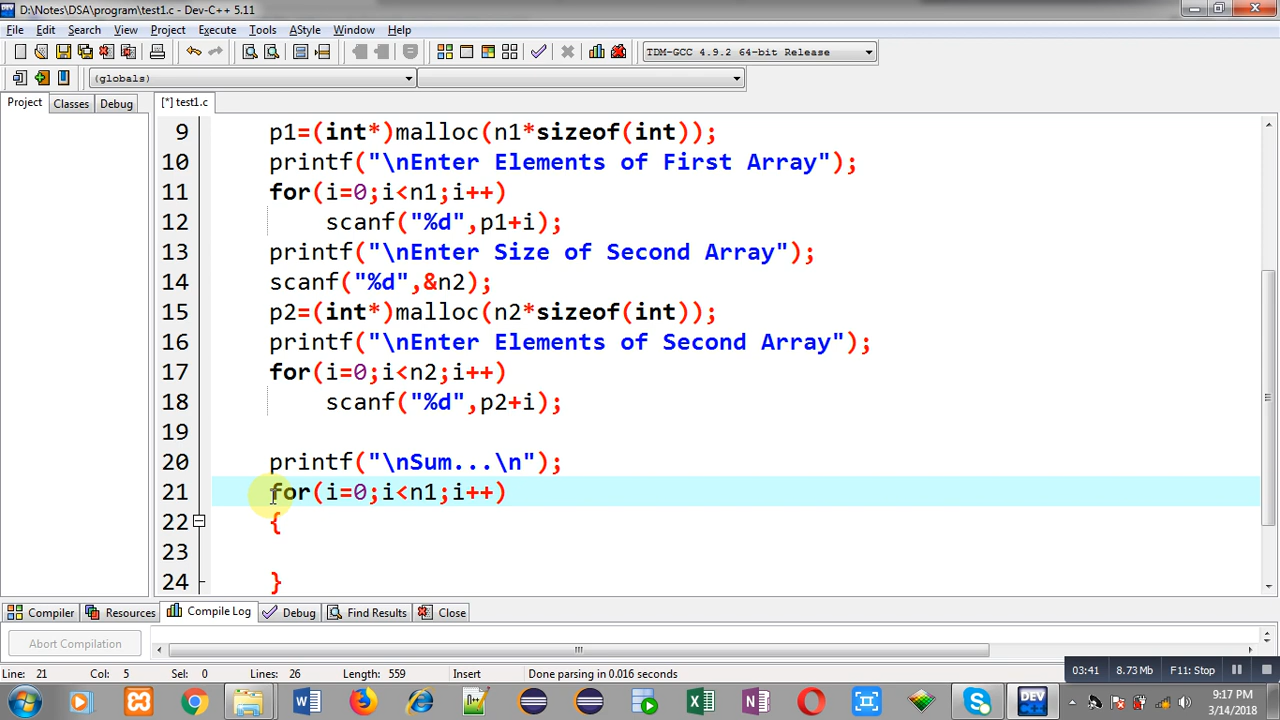 D:\Notes\DSA\program\test1.c - Dev-C++ 5.11
File Edit Search View Project Execute Tools AStyle Window Help
TDM-GCC 4.9.2 64-bit Release
(globals)
Project Classes Debug [*] test1.c
9 p1=(int*)malloc(n1*sizeof(int));
10 printf("\nEnter Elements of First Array");
11 for(i=0;i<n1;i++)
12 scanf("%d",p1+i);
13 printf("\nEnter Size of Second Array");
14 scanf("%d",&n2);
15 p2=(int*)malloc(n2*sizeof(int));
16 printf("\nEnter Elements of Second Array");
17 for(i=0;i<n2;i++)
18 scanf("%d",p2+i);
19
20 printf("\nSum...\n");
21 for(i=0;i<n1;i++)
22 {
23
24 }
Compiler Resources Compile Log Debug Find Results Close
Abort Compilation
Line: 21 Col: 5 Sel: 0 Lines: 26 Length: 559 Insert Done parsing in 0.016 seconds
03:41 8.73 Mb F11: Stop
9:17 PM
3/14/2018